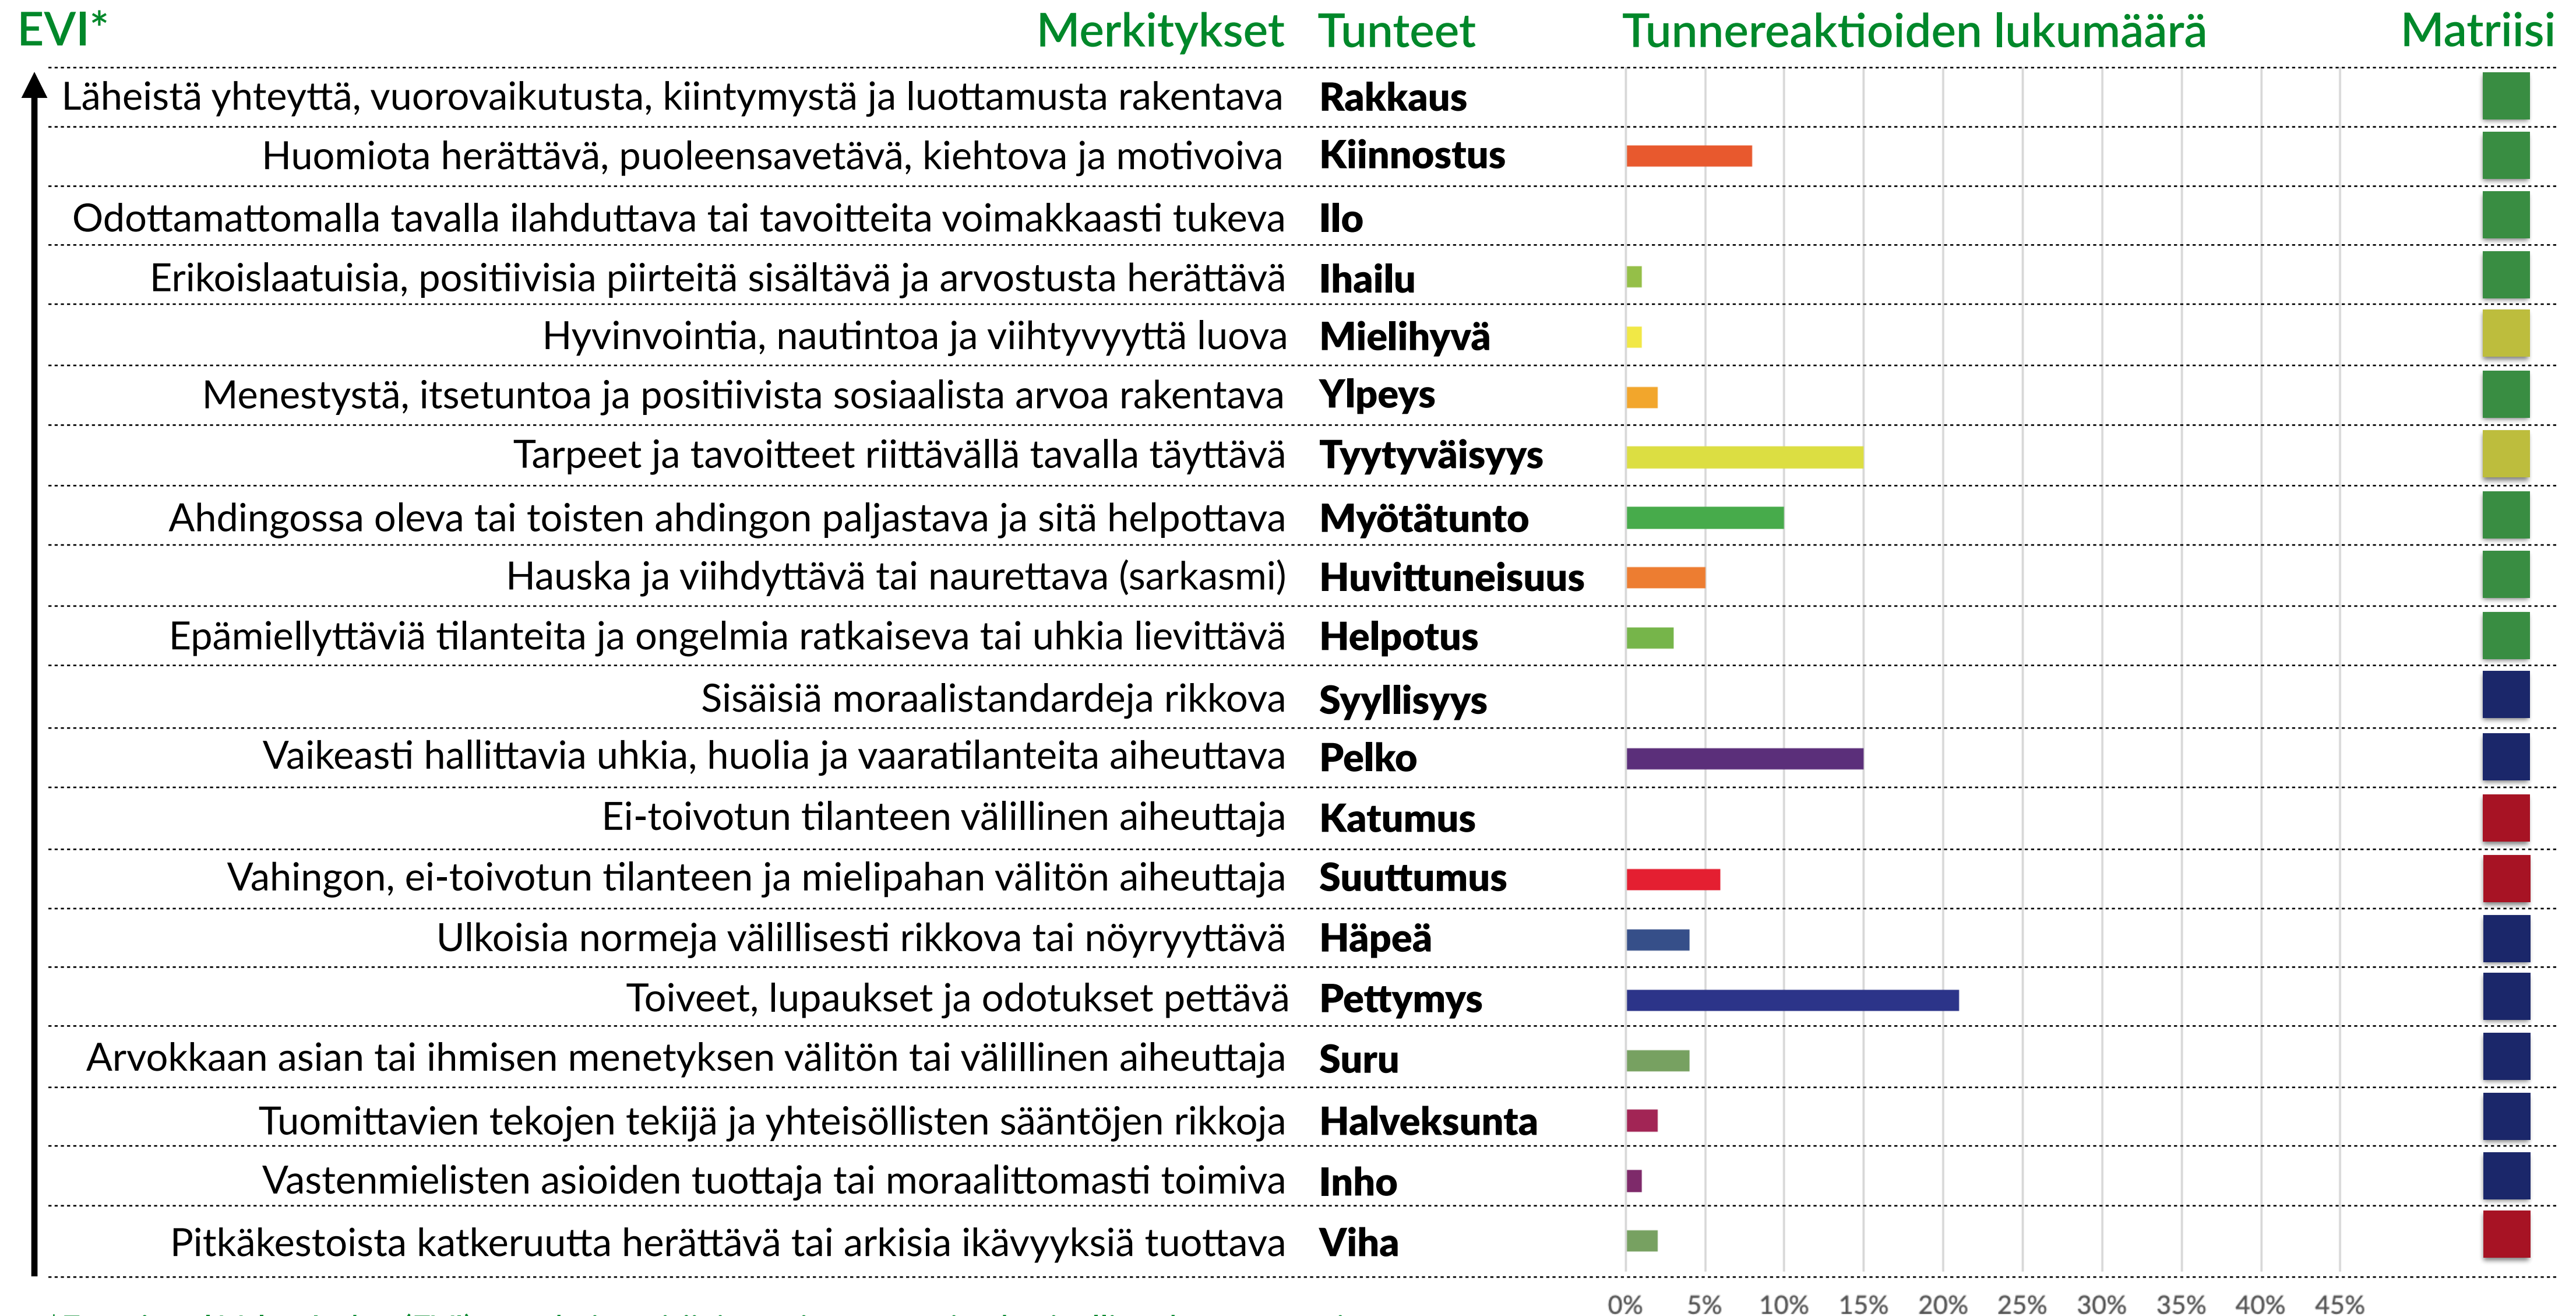 EVI* Merkitykset Tunteet Tunnereaktioiden lukumäärä Matriisi
Läheistä yhteyttä, vuorovaikutusta, kiintymystä ja luottamusta rakentava Rakkaus
Huomiota herättävä, puoleensavetävä, kiehtova ja motivoiva Kiinnostus
Odottamattomalla tavalla ilahduttava tai tavoitteita voimakkaasti tukeva Ilo
Erikoislaatuisia, positiivisia piirteitä sisältävä ja arvostusta herättävä Ihailu
Hyvinvointia, nautintoa ja viihtyvyyttä luova Mielihyvä
Menestystä, itsetuntoa ja positiivista sosiaalista arvoa rakentava Ylpeys
Tarpeet ja tavoitteet riittävällä tavalla täyttävä Tyytyväisyys
Ahdingossa oleva tai toisten ahdingon paljastava ja sitä helpottava Myötätunto
Hauska ja viihdyttävä tai naurettava (sarkasmi) Huvittuneisuus
Epämiellyttäviä tilanteita ja ongelmia ratkaiseva tai uhkia lievittävä Helpotus
Sisäisiä moraalistandardeja rikkova Syyllisyys
Vaikeasti hallittavia uhkia, huolia ja vaaratilanteita aiheuttava Pelko
Ei-toivotun tilanteen välillinen aiheuttaja Katumus
Vahingon, ei-toivotun tilanteen ja mielipahan välitön aiheuttaja Suuttumus
Ulkoisia normeja välillisesti rikkova tai nöyryyttävä Häpeä
Toiveet, lupaukset ja odotukset pettävä Pettymys
Arvokkaan asian tai ihmisen menetyksen välitön tai välillinen aiheuttaja Suru
Tuomittavien tekojen tekijä ja yhteisöllisten sääntöjen rikkoja Halveksunta
Vastenmielisten asioiden tuottaja tai moraalittomasti toimiva Inho
Pitkäkestoista katkeruutta herättävä tai arkisia ikävyyksiä tuottava Viha
0% 5% 10% 15% 20% 25% 30% 35% 40% 45%